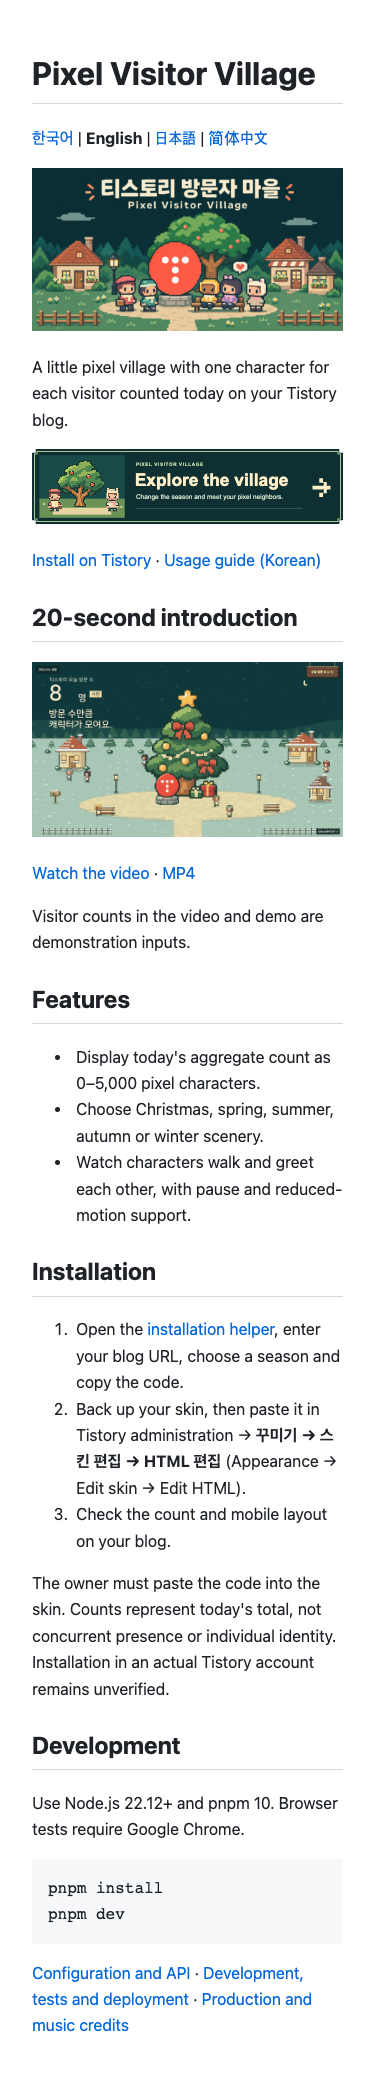 Pixel Visitor Village
한국어 | English | 日本語 | 简体中文
티스토리 방문자 마을
Pixel Visitor Village
A little pixel village with one character for
each visitor counted today on your Tistory
blog.
PIXEL VISITOR VILLAGE
Explore the village
Change the season and meet your pixel neighbors.
Install on Tistory · Usage guide (Korean)
20-second introduction
티스토리 오늘 방문 수
8 명
방문 수만큼
캐릭터가 모여요.
Watch the video · MP4
Visitor counts in the video and demo are
demonstration inputs.
Features
• Display today's aggregate count as
0–5,000 pixel characters.
• Choose Christmas, spring, summer,
autumn or winter scenery.
• Watch characters walk and greet
each other, with pause and reduced-
motion support.
Installation
1. Open the installation helper, enter
your blog URL, choose a season and
copy the code.
2. Back up your skin, then paste it in
Tistory administration → 꾸미기 → 스
킨 편집 → HTML 편집 (Appearance →
Edit skin → Edit HTML).
3. Check the count and mobile layout
on your blog.
The owner must paste the code into the
skin. Counts represent today's total, not
concurrent presence or individual identity.
Installation in an actual Tistory account
remains unverified.
Development
Use Node.js 22.12+ and pnpm 10. Browser
tests require Google Chrome.
pnpm install
pnpm dev
Configuration and API · Development,
tests and deployment · Production and
music credits